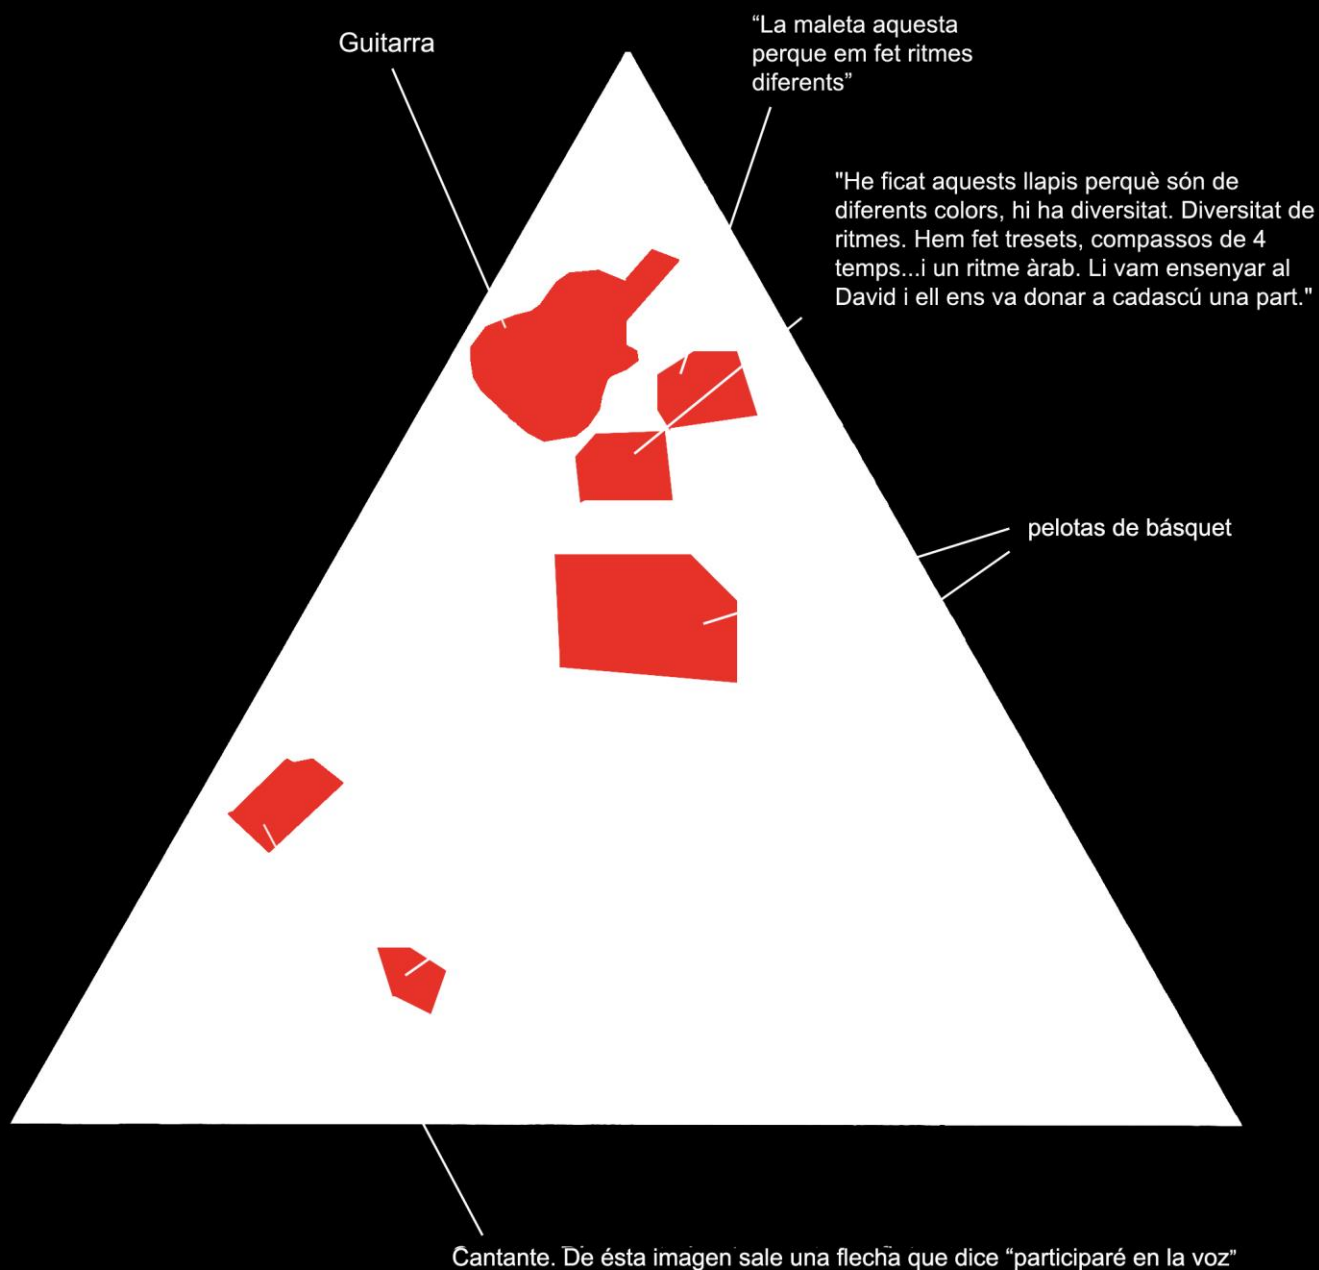 Guitarra
“La maleta aquesta
perque em fet ritmes
diferents”
"He ficat aquests llapis perquè són de
diferents colors, hi ha diversitat. Diversitat de
ritmes. Hem fet tresets, compassos de 4
temps...i un ritme àrab. Li vam ensenyar al
David i ell ens va donar a cadascú una part."
pelotas de básquet
Cantante. De ésta imagen sale una flecha que dice “participaré en la voz”